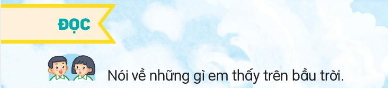 ĐỌC
Nói về những gì em thấy trên bầu trời.